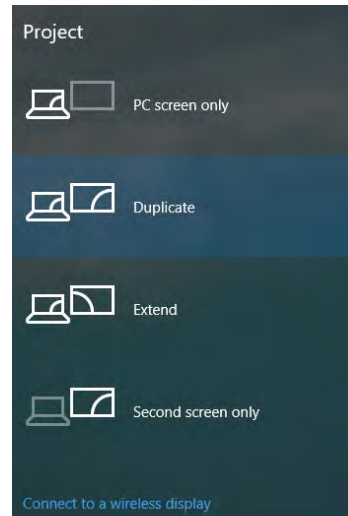 Project
PC screen only
Duplicate
Extend
Second screen only
Connect to a wireless display